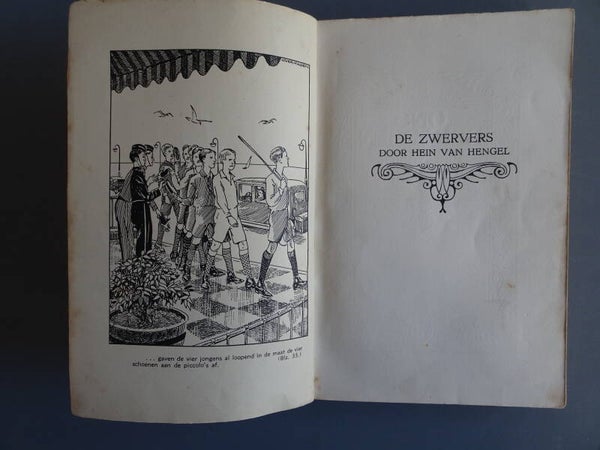 ... gaven de vier jongens al loopend in de maat de vier
schoenen aan de piccolo's af.
(Blz. 35.)
DE ZWERVERS
DOOR HEIN VAN HENGEL